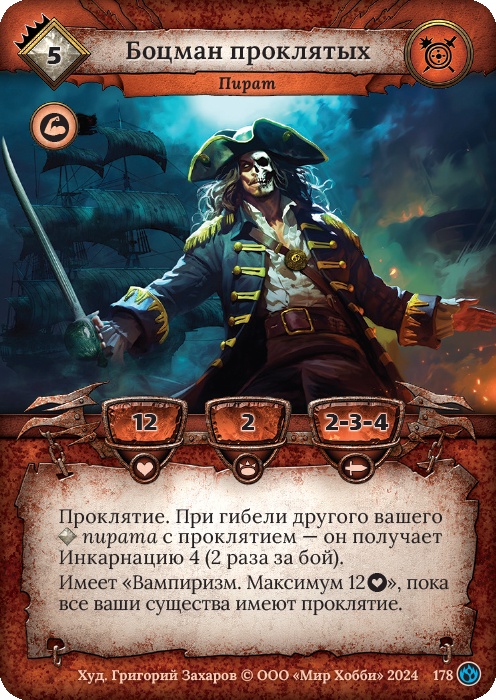 5
Боцман проклятых
Пират
12
2
2-3-4
Проклятие. При гибели другого вашего
пирата с проклятием — он получает
Инкарнацию 4 (2 раза за бой).
Имеет «Вампиризм. Максимум 12», пока
все ваши существа имеют проклятие.
Худ. Григорий Захаров © ООО «Мир Хобби» 2024 178